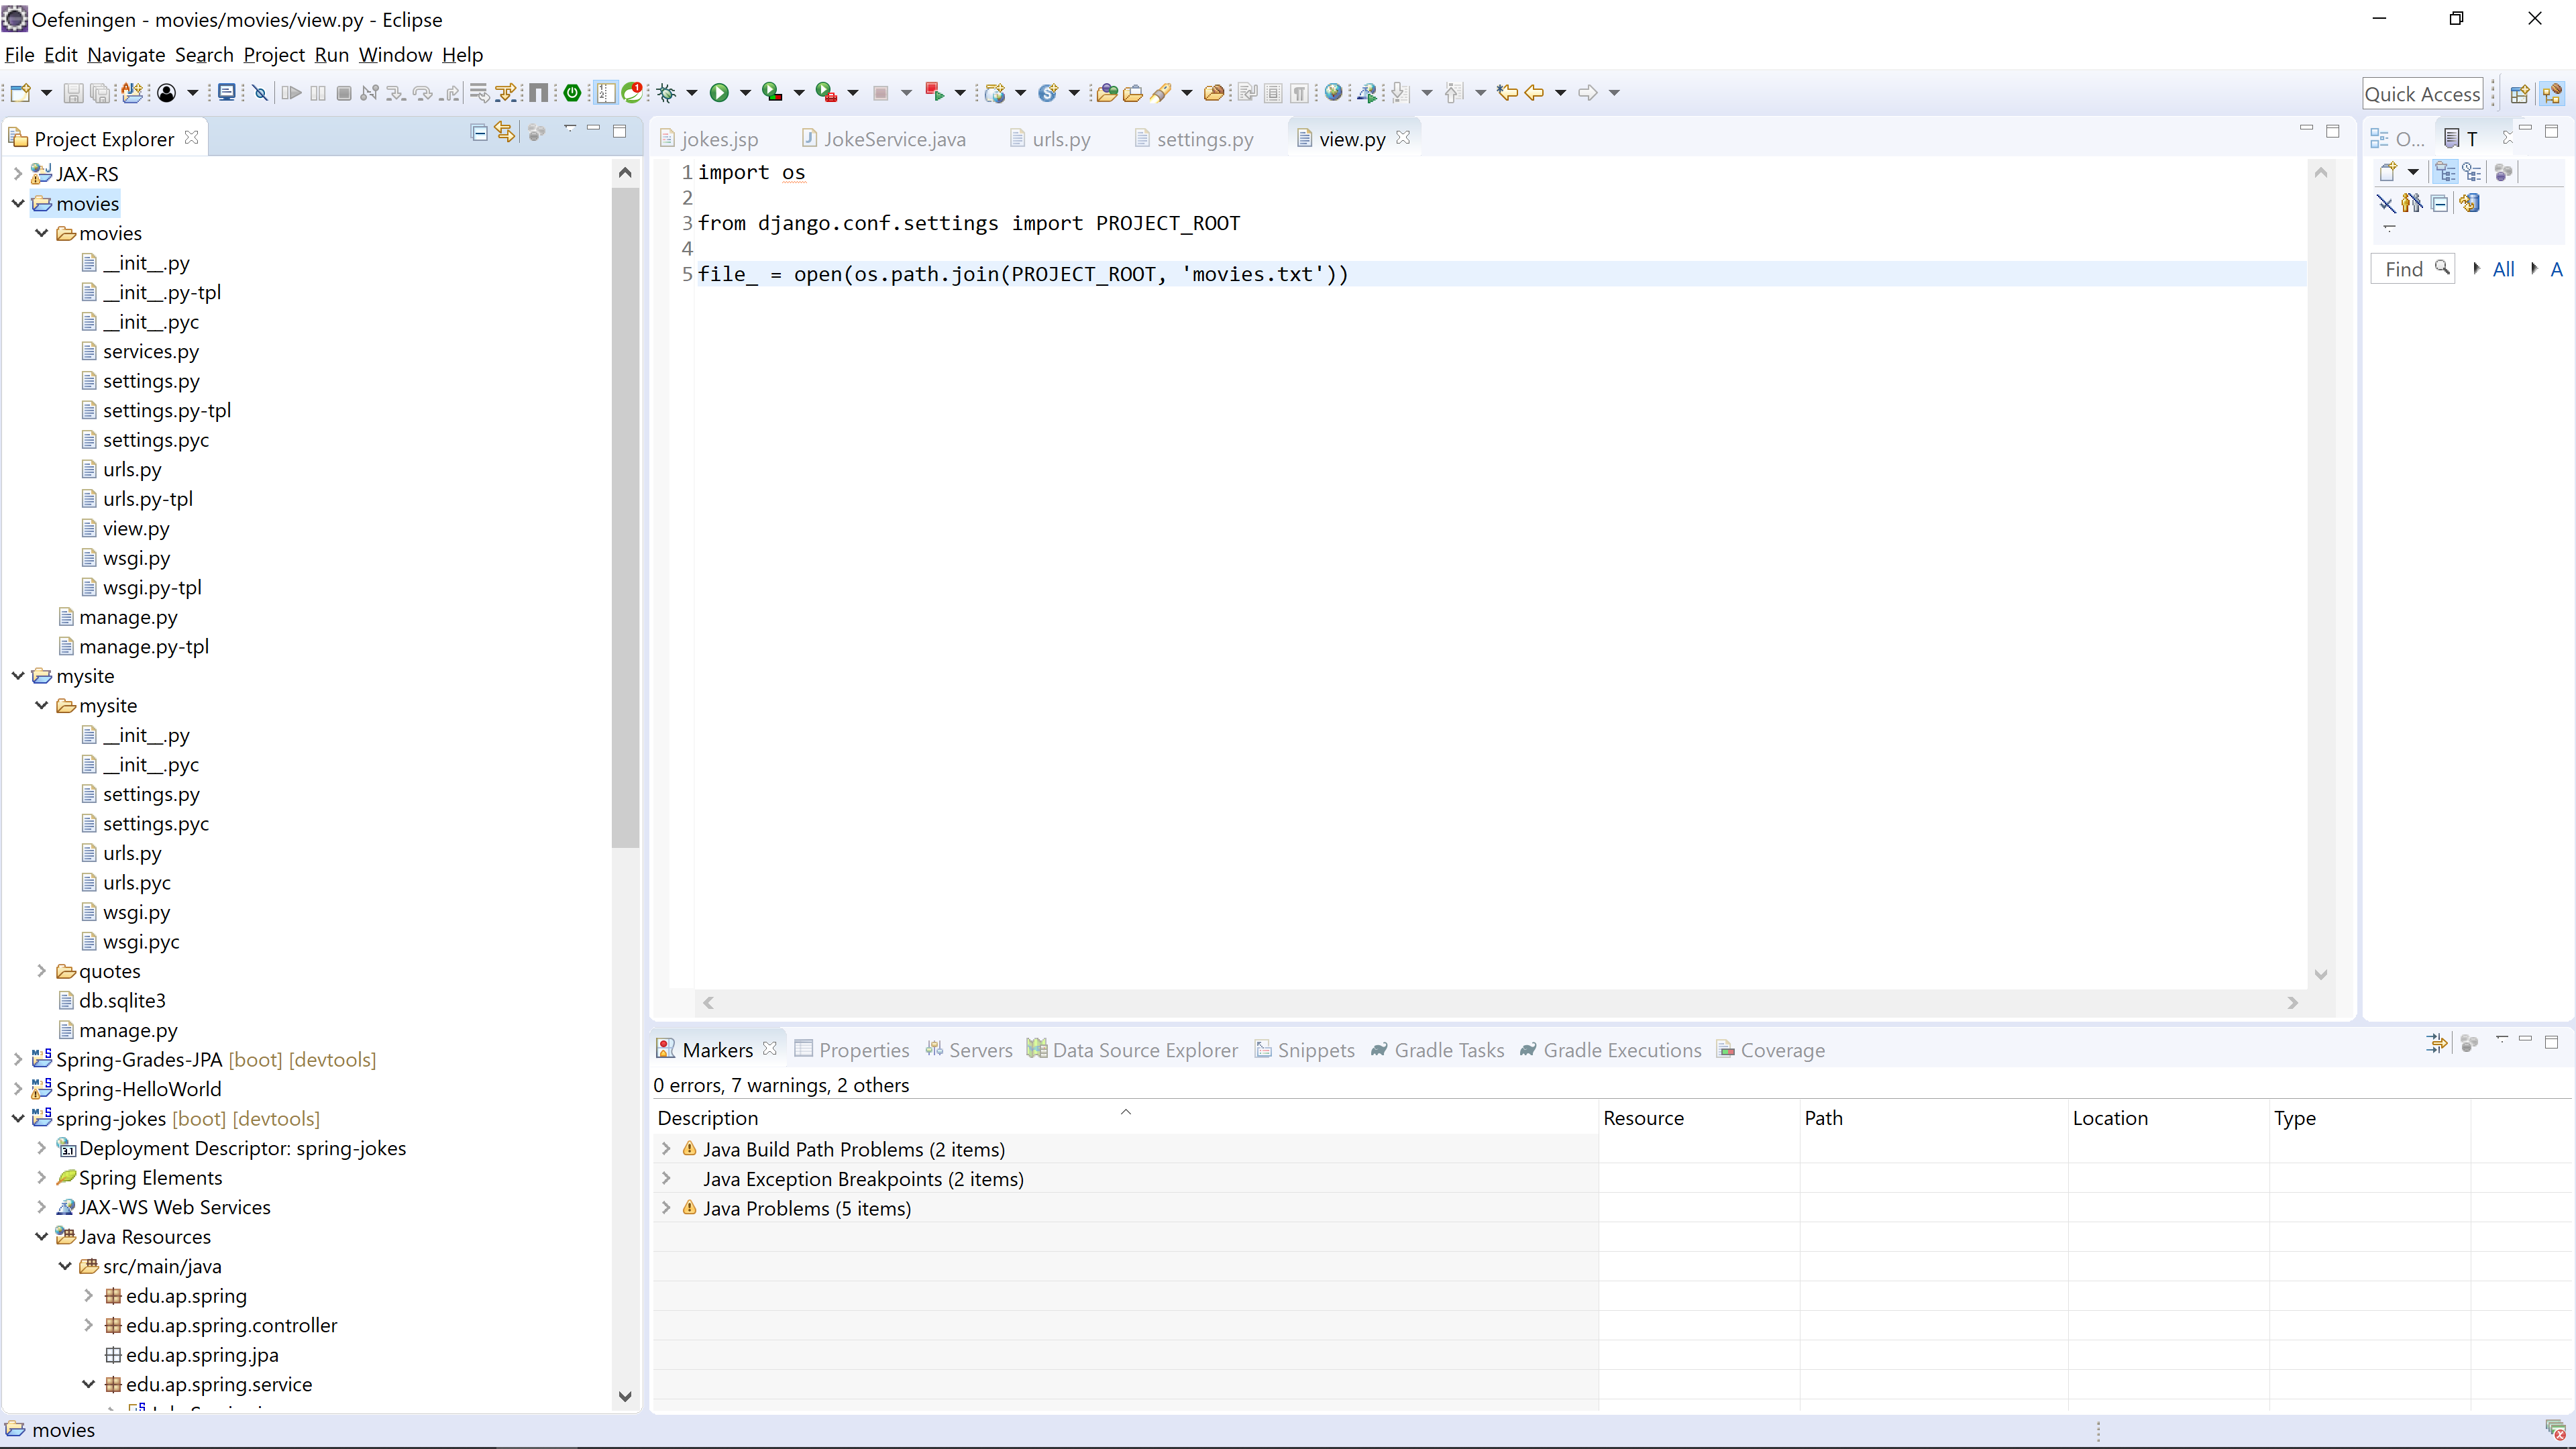 Oefeningen - movies/movies/view.py - Eclipse
File Edit Navigate Search Project Run Window Help
Quick Access
Project Explorer
JAX-RS
movies
movies
__init__.py
__init__.py-tpl
__init__.pyc
services.py
settings.py
settings.py-tpl
settings.pyc
urls.py
urls.py-tpl
view.py
wsgi.py
wsgi.py-tpl
manage.py
manage.py-tpl
mysite
mysite
__init__.py
__init__.pyc
settings.py
settings.pyc
urls.py
urls.pyc
wsgi.py
wsgi.pyc
quotes
db.sqlite3
manage.py
Spring-Grades-JPA [boot] [devtools]
Spring-HelloWorld
spring-jokes [boot] [devtools]
Deployment Descriptor: spring-jokes
Spring Elements
JAX-WS Web Services
Java Resources
src/main/java
edu.ap.spring
edu.ap.spring.controller
edu.ap.spring.jpa
edu.ap.spring.service
jokes.jsp JokeService.java urls.py settings.py view.py
1 import os
2
3 from django.conf.settings import PROJECT_ROOT
4
5 file_ = open(os.path.join(PROJECT_ROOT, 'movies.txt'))
O... T
Find All A
Markers Properties Servers Data Source Explorer Snippets Gradle Tasks Gradle Executions Coverage
0 errors, 7 warnings, 2 others
Description Resource Path Location Type
Java Build Path Problems (2 items)
Java Exception Breakpoints (2 items)
Java Problems (5 items)
movies